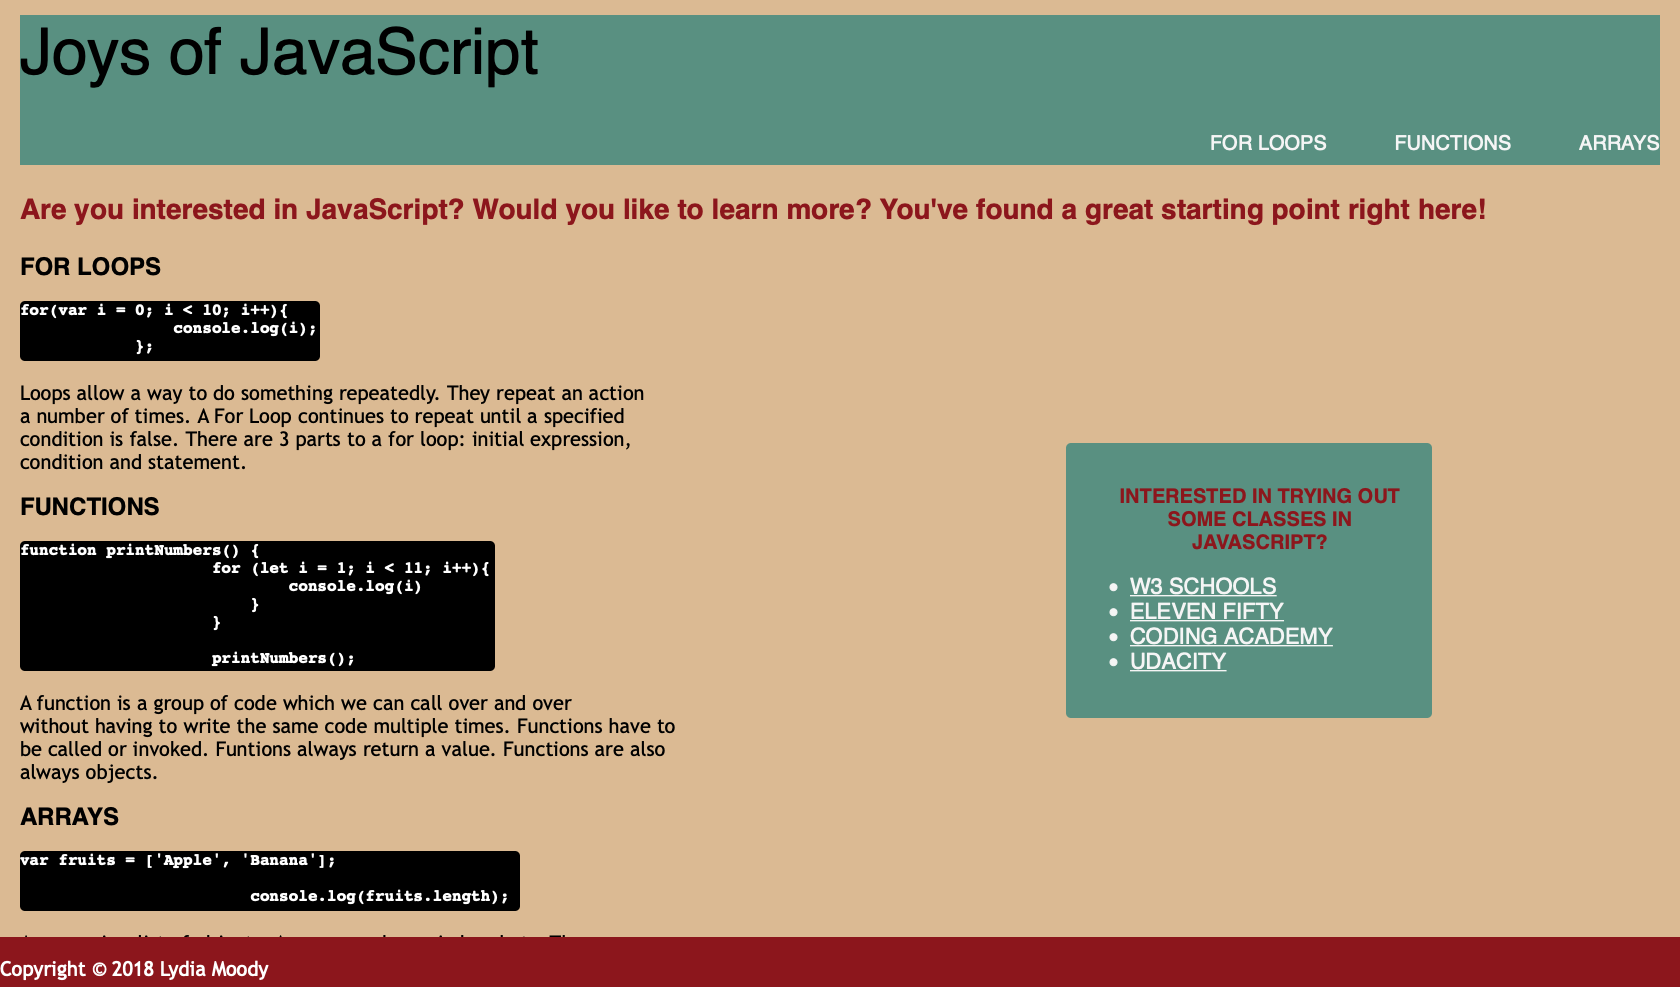 Joys of JavaScript
FOR LOOPS FUNCTIONS ARRAYS
Are you interested in JavaScript? Would you like to learn more? You've found a great starting point right here!
FOR LOOPS
for(var i = 0; i < 10; i++){
console.log(i);
};
Loops allow a way to do something repeatedly. They repeat an action
a number of times. A For Loop continues to repeat until a specified
condition is false. There are 3 parts to a for loop: initial expression,
condition and statement.
FUNCTIONS
function printNumbers() {
for (let i = 1; i < 11; i++){
console.log(i)
}
}
printNumbers();
A function is a group of code which we can call over and over
without having to write the same code multiple times. Functions have to
be called or invoked. Funtions always return a value. Functions are also
always objects.
ARRAYS
var fruits = ['Apple', 'Banana'];
console.log(fruits.length);
INTERESTED IN TRYING OUT
SOME CLASSES IN
JAVASCRIPT?
W3 SCHOOLS
ELEVEN FIFTY
CODING ACADEMY
UDACITY
Copyright © 2018 Lydia Moody